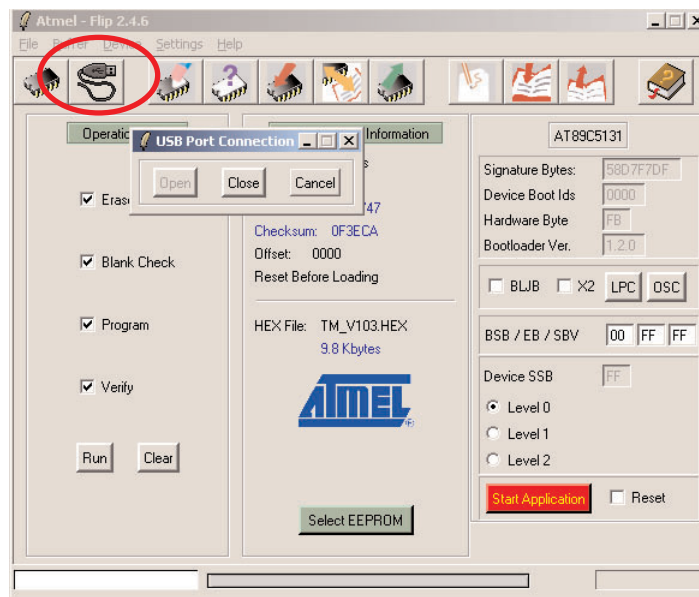 Atmel - Flip 2.4.6
File Buffer Device Settings Help
Operati
Information
USB Port Connection
Open Close Cancel
Eras
s
747
Checksum: 0F3ECA
Offset: 0000
Reset Before Loading
Blank Check
Program
Verify
Run Clear
HEX File: TM_V103.HEX
9.8 Kbytes
ATMEL
®
Select EEPROM
AT89C5131
Signature Bytes: 58D7F7DF
Device Boot Ids 0000
Hardware Byte FB
Bootloader Ver. 1.2.0
BLJB X2 LPC OSC
BSB / EB / SBV 00 FF FF
Device SSB FF
Level 0
Level 1
Level 2
Start Application Reset